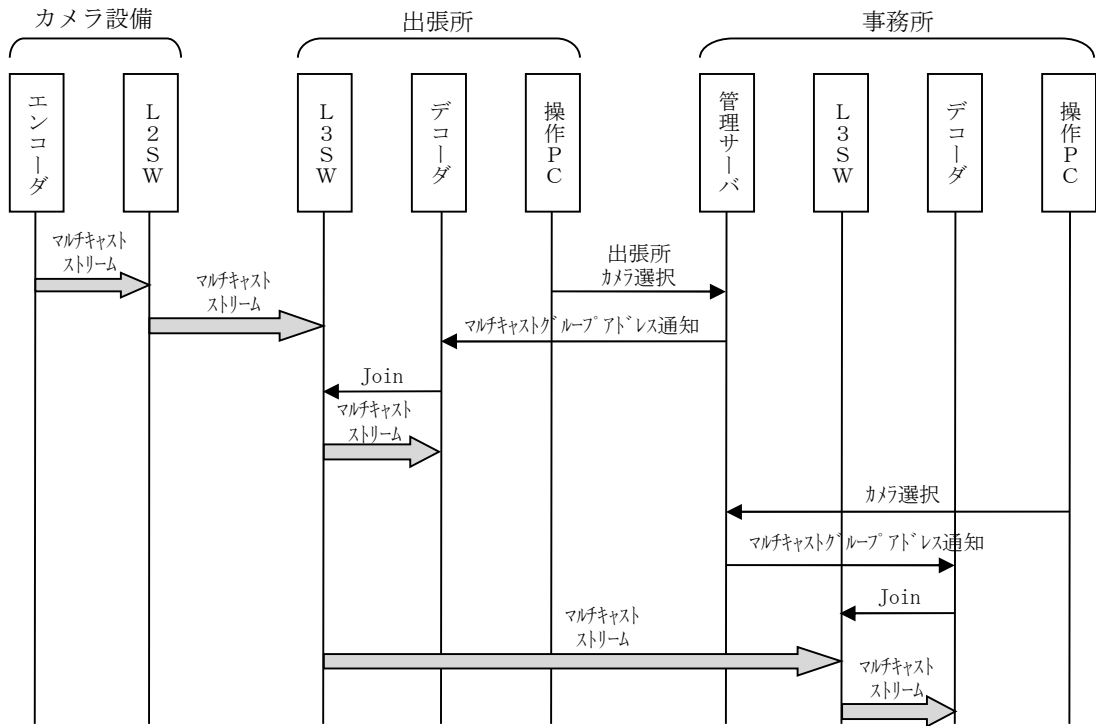 カメラ設備
出張所
事務所
エンコーダ
L2SW
L3SW
デコーダ
操作PC
管理サーバ
L3SW
デコーダ
操作PC
マルチキャスト
ストリーム
マルチキャスト
ストリーム
出張所
カメラ選択
マルチキャストグループアドレス通知
Join
マルチキャスト
ストリーム
カメラ選択
マルチキャストグループアドレス通知
Join
マルチキャスト
ストリーム
マルチキャスト
ストリーム